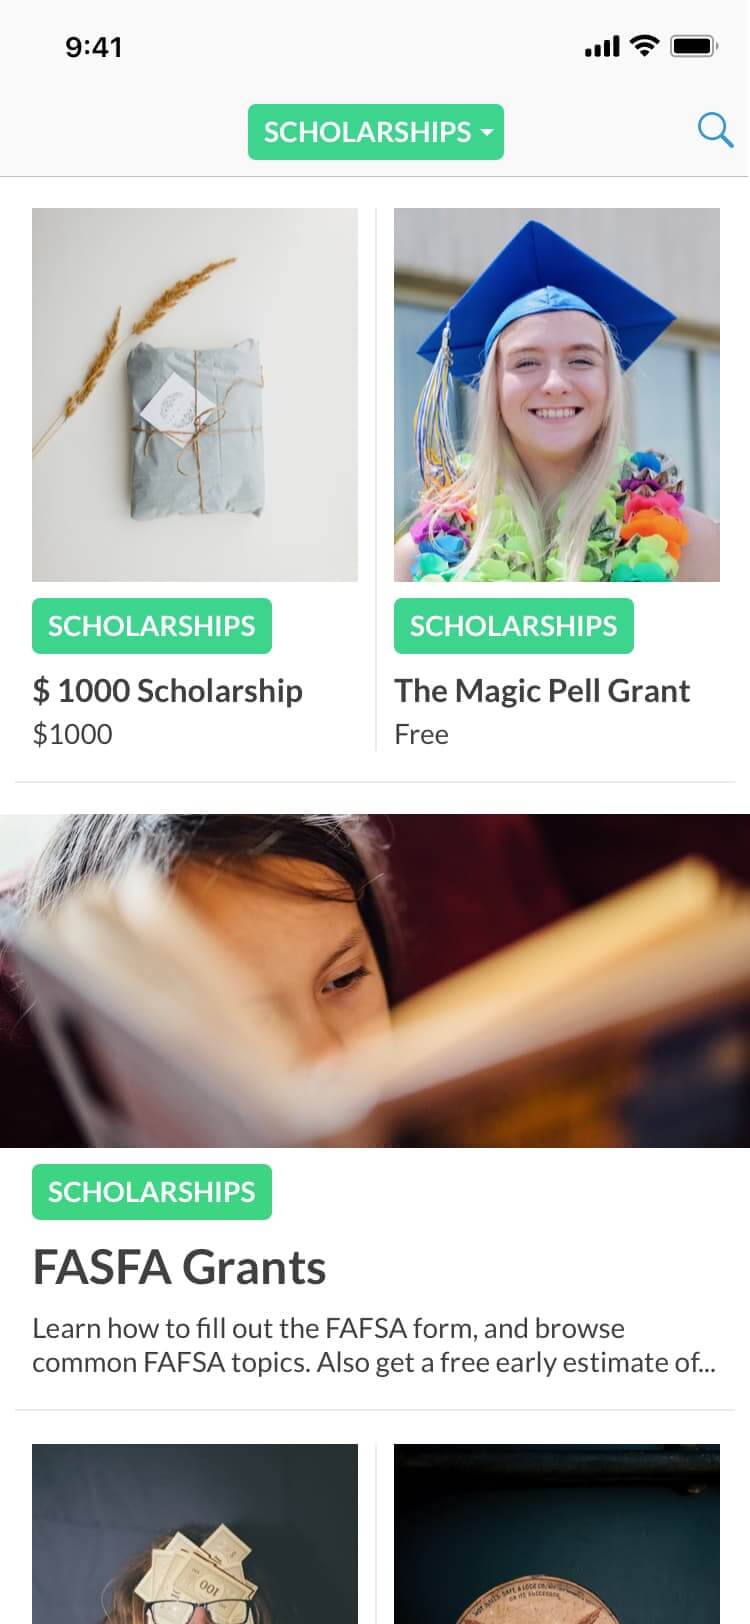 9:41
SCHOLARSHIPS
SCHOLARSHIPS
$ 1000 Scholarship
$1000
SCHOLARSHIPS
The Magic Pell Grant
Free
SCHOLARSHIPS
FASFA Grants
Learn how to fill out the FAFSA form, and browse
common FAFSA topics. Also get a free early estimate of...
100